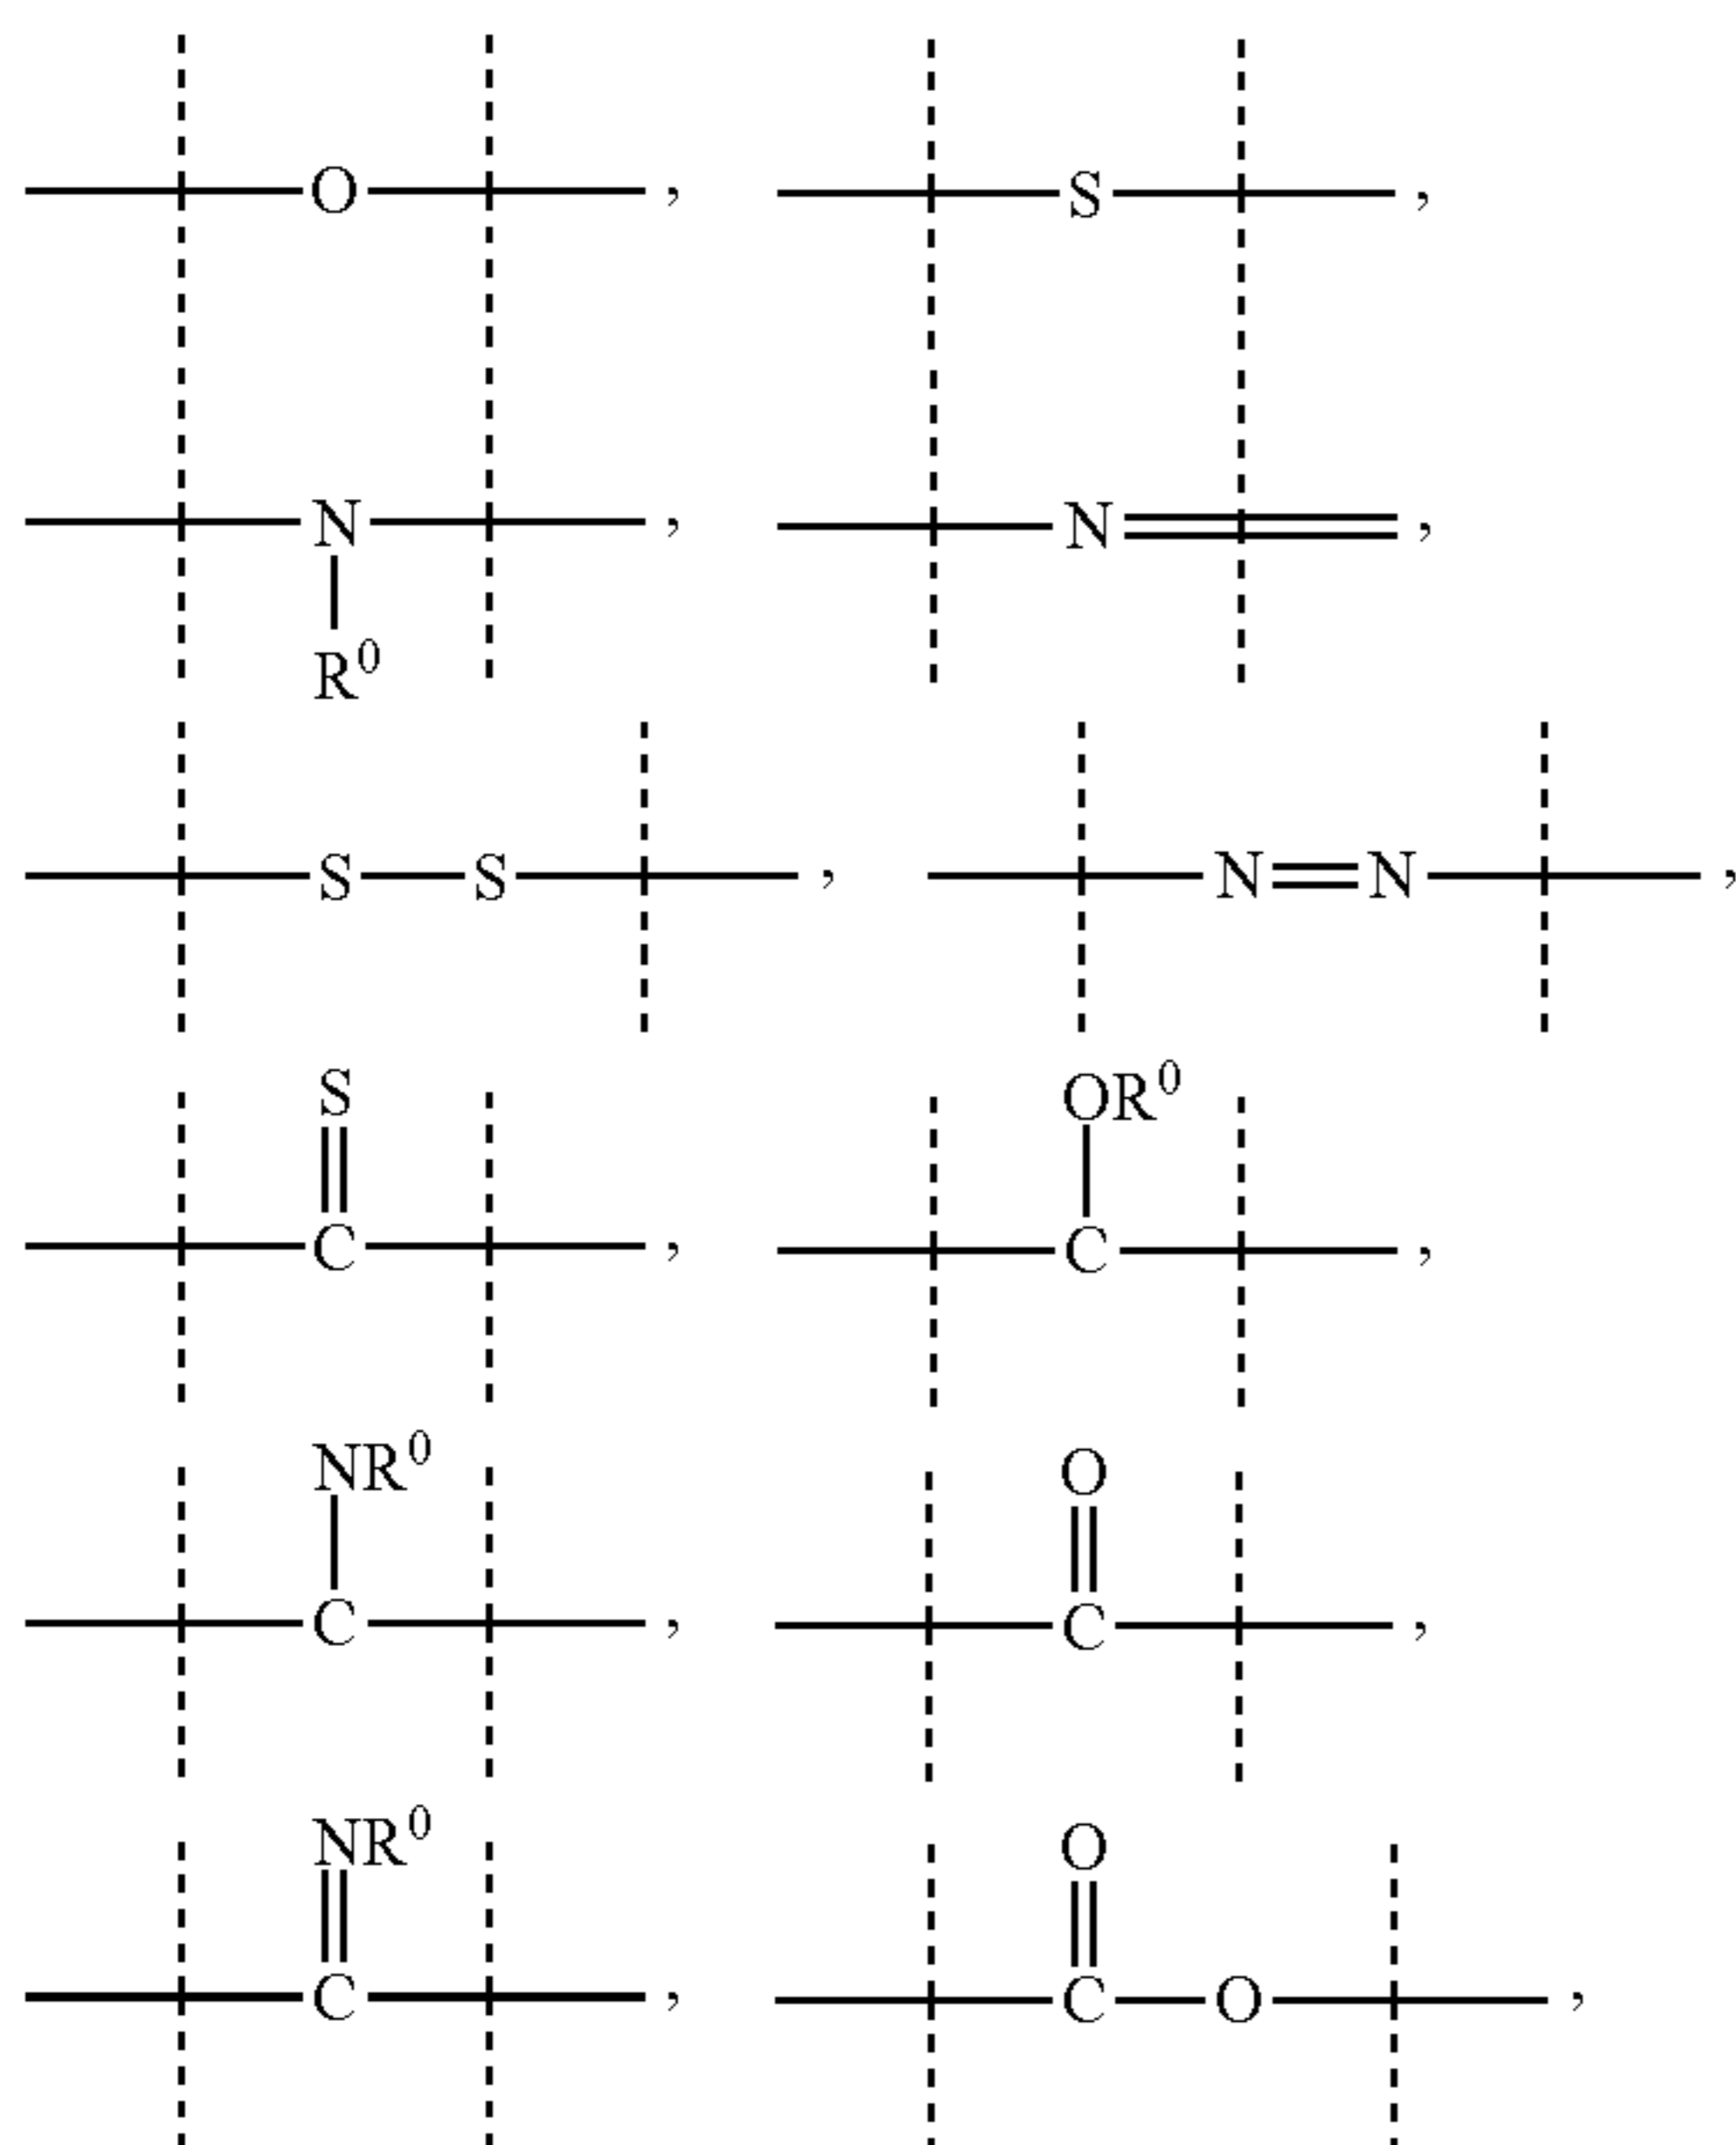 O , S ,
N , N ,
R⁰
S S , N N ,
S OR⁰
C , C ,
NR⁰ O
C , C ,
NR⁰ O
C , C O ,